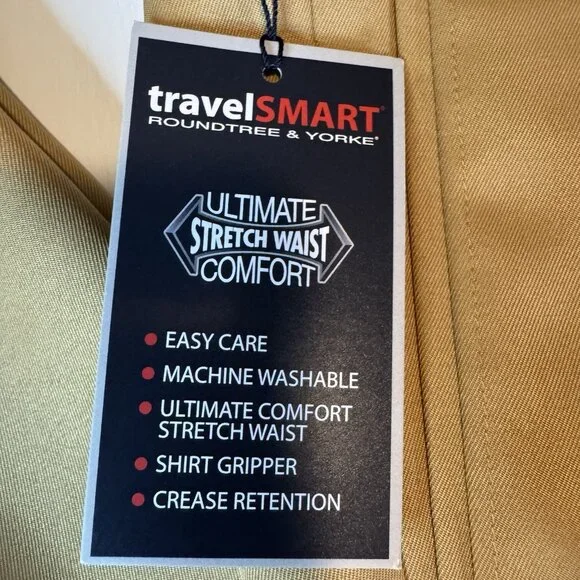 travelSMART®
ROUNDTREE & YORKE®
ULTIMATE
STRETCH WAIST
COMFORT
• EASY CARE
• MACHINE WASHABLE
• ULTIMATE COMFORT
STRETCH WAIST
• SHIRT GRIPPER
• CREASE RETENTION